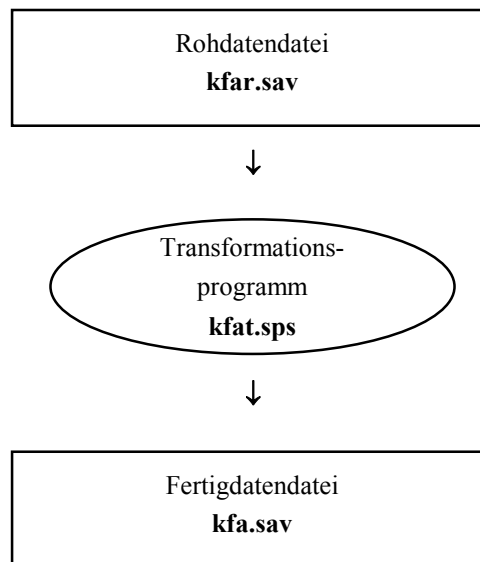 Rohdatendatei
kfar.sav
↓
Transformations-
programm
kfat.sps
↓
Fertigdatendatei
kfa.sav